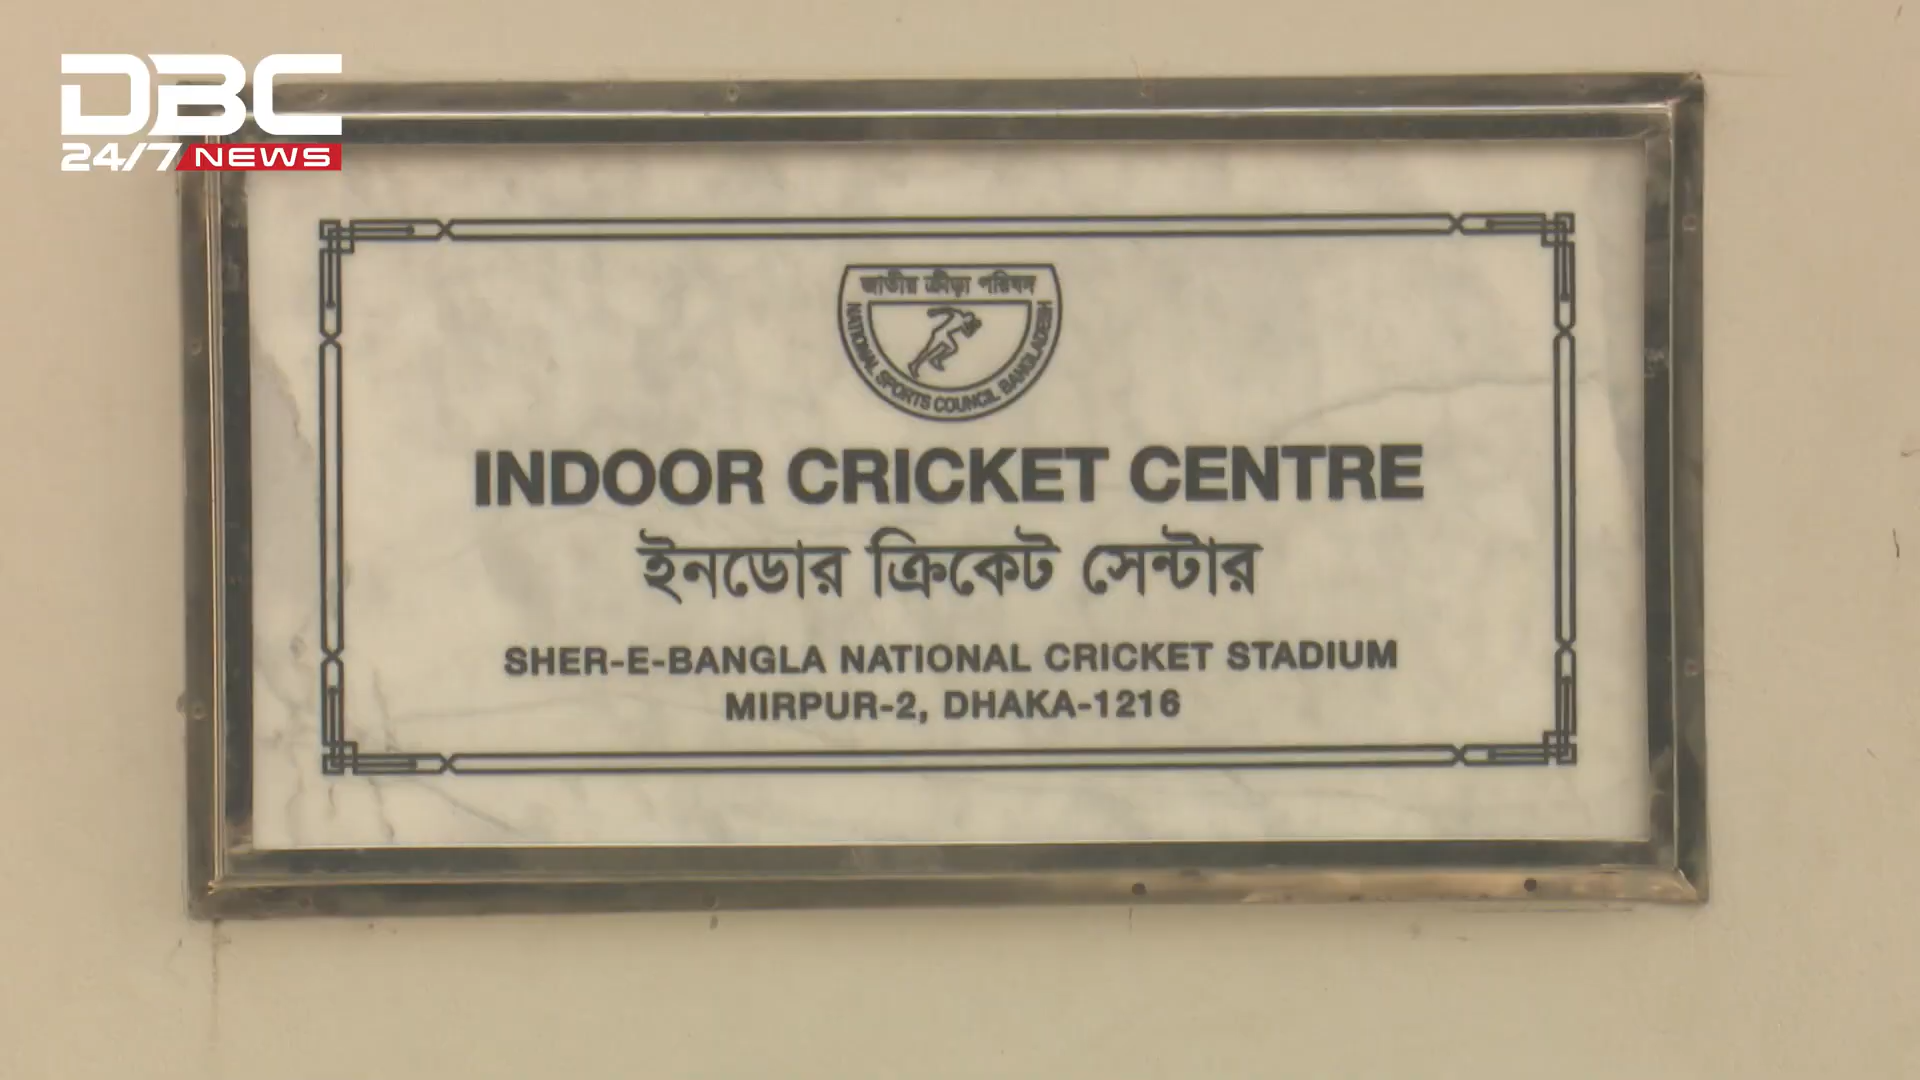 DBC
24/7 NEWS
জাতীয় ক্রীড়া পরিষদ
NATIONAL SPORTS COUNCIL BANGLADESH
INDOOR CRICKET CENTRE
ইনডোর ক্রিকেট সেন্টার
SHER-E-BANGLA NATIONAL CRICKET STADIUM
MIRPUR-2, DHAKA-1216